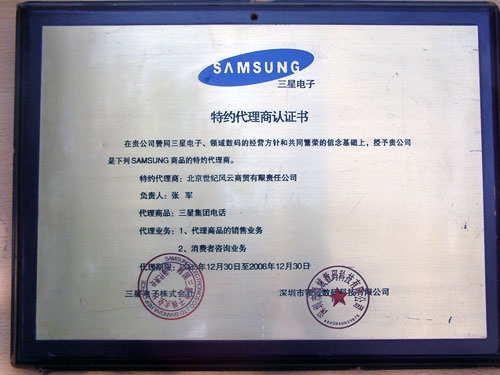 SAMSUNG
三星电子
特约代理商认证书
在贵公司赞同三星电子、领域数码的经营方针和共同繁荣的信念基础上，授予贵公司
是下列SAMSUNG商品的特约代理商。
特约代理商：北京世纪风云商贸有限责任公司
负责人：张 军
代理商品：三星集团电话
代理业务：1、代理商品的销售业务
2、消费者咨询业务
代理期限： 年12月30日至2006年12月30日
三星电子株式会社
深圳市领域数码科技有限公司